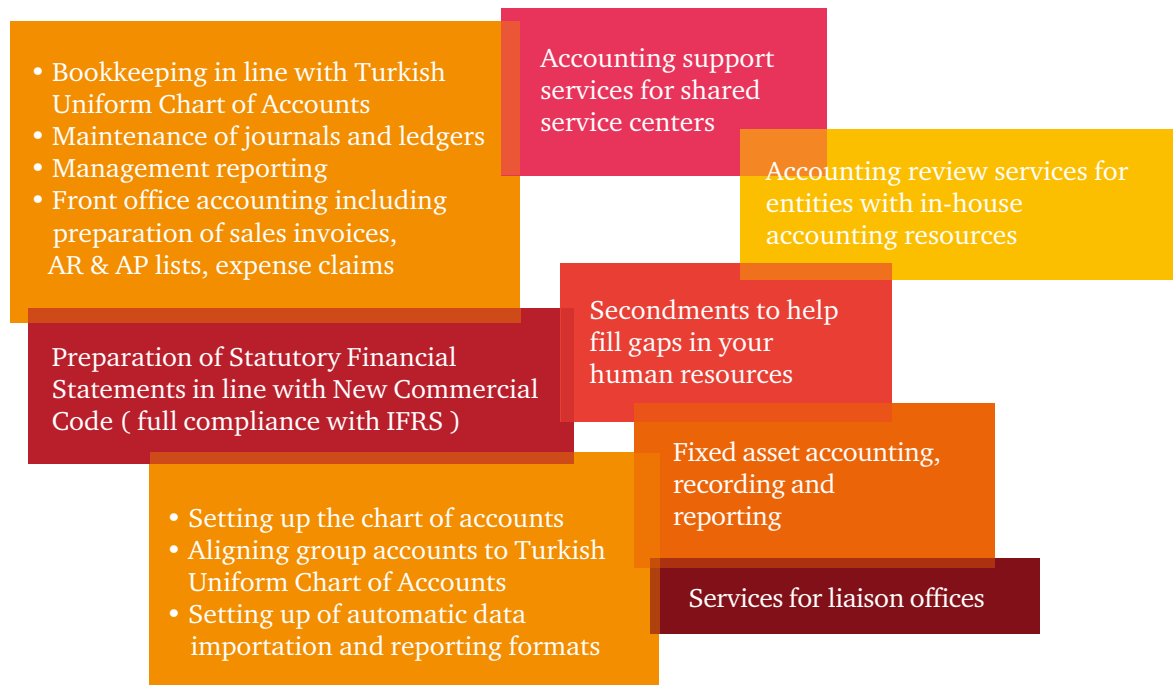 • Bookkeeping in line with Turkish
Uniform Chart of Accounts
• Maintenance of journals and ledgers
• Management reporting
• Front office accounting including
preparation of sales invoices,
AR & AP lists, expense claims
Accounting support
services for shared
service centers
Accounting review services for
entities with in-house
accounting resources
Secondments to help
fill gaps in your
human resources
Preparation of Statutory Financial
Statements in line with New Commercial
Code ( full compliance with IFRS )
Fixed asset accounting,
recording and
reporting
• Setting up the chart of accounts
• Aligning group accounts to Turkish
Uniform Chart of Accounts
• Setting up of automatic data
importation and reporting formats
Services for liaison offices